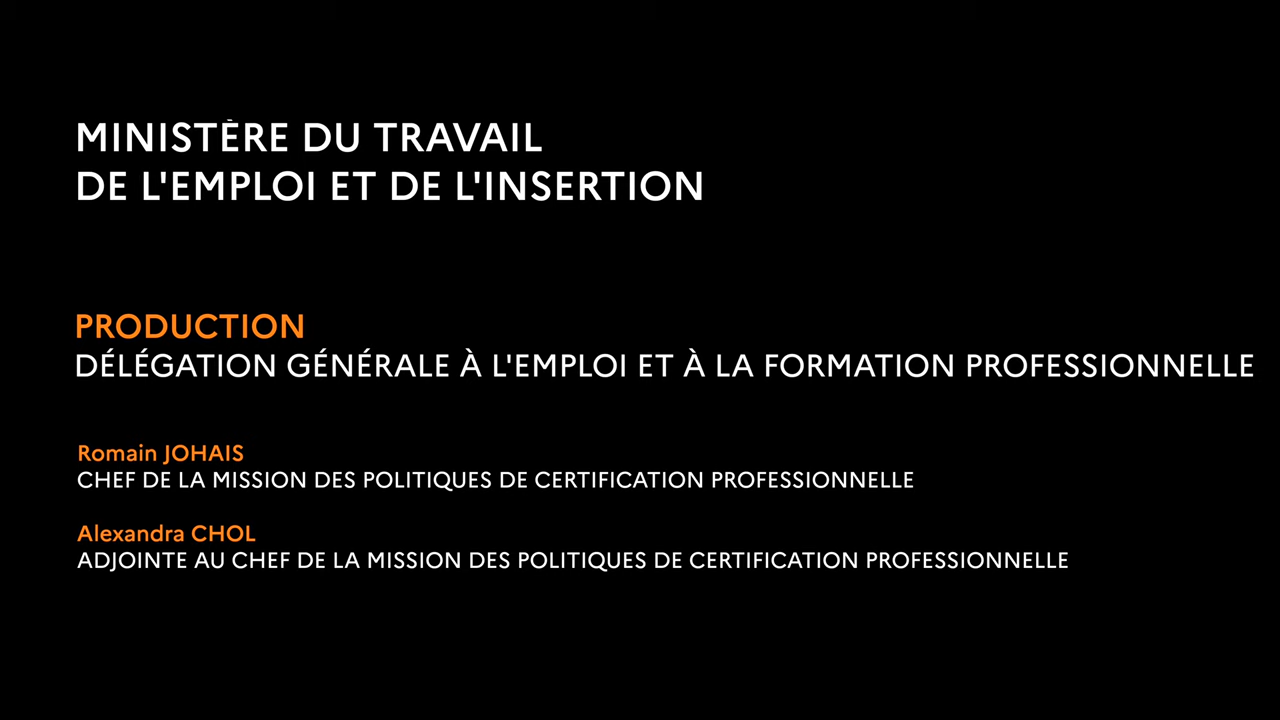 MINISTÈRE DU TRAVAIL
DE L'EMPLOI ET DE L'INSERTION
PRODUCTION
DÉLÉGATION GÉNÉRALE À L'EMPLOI ET À LA FORMATION PROFESSIONNELLE
Romain JOHAIS
CHEF DE LA MISSION DES POLITIQUES DE CERTIFICATION PROFESSIONNELLE
Alexandra CHOL
ADJOINTE AU CHEF DE LA MISSION DES POLITIQUES DE CERTIFICATION PROFESSIONNELLE